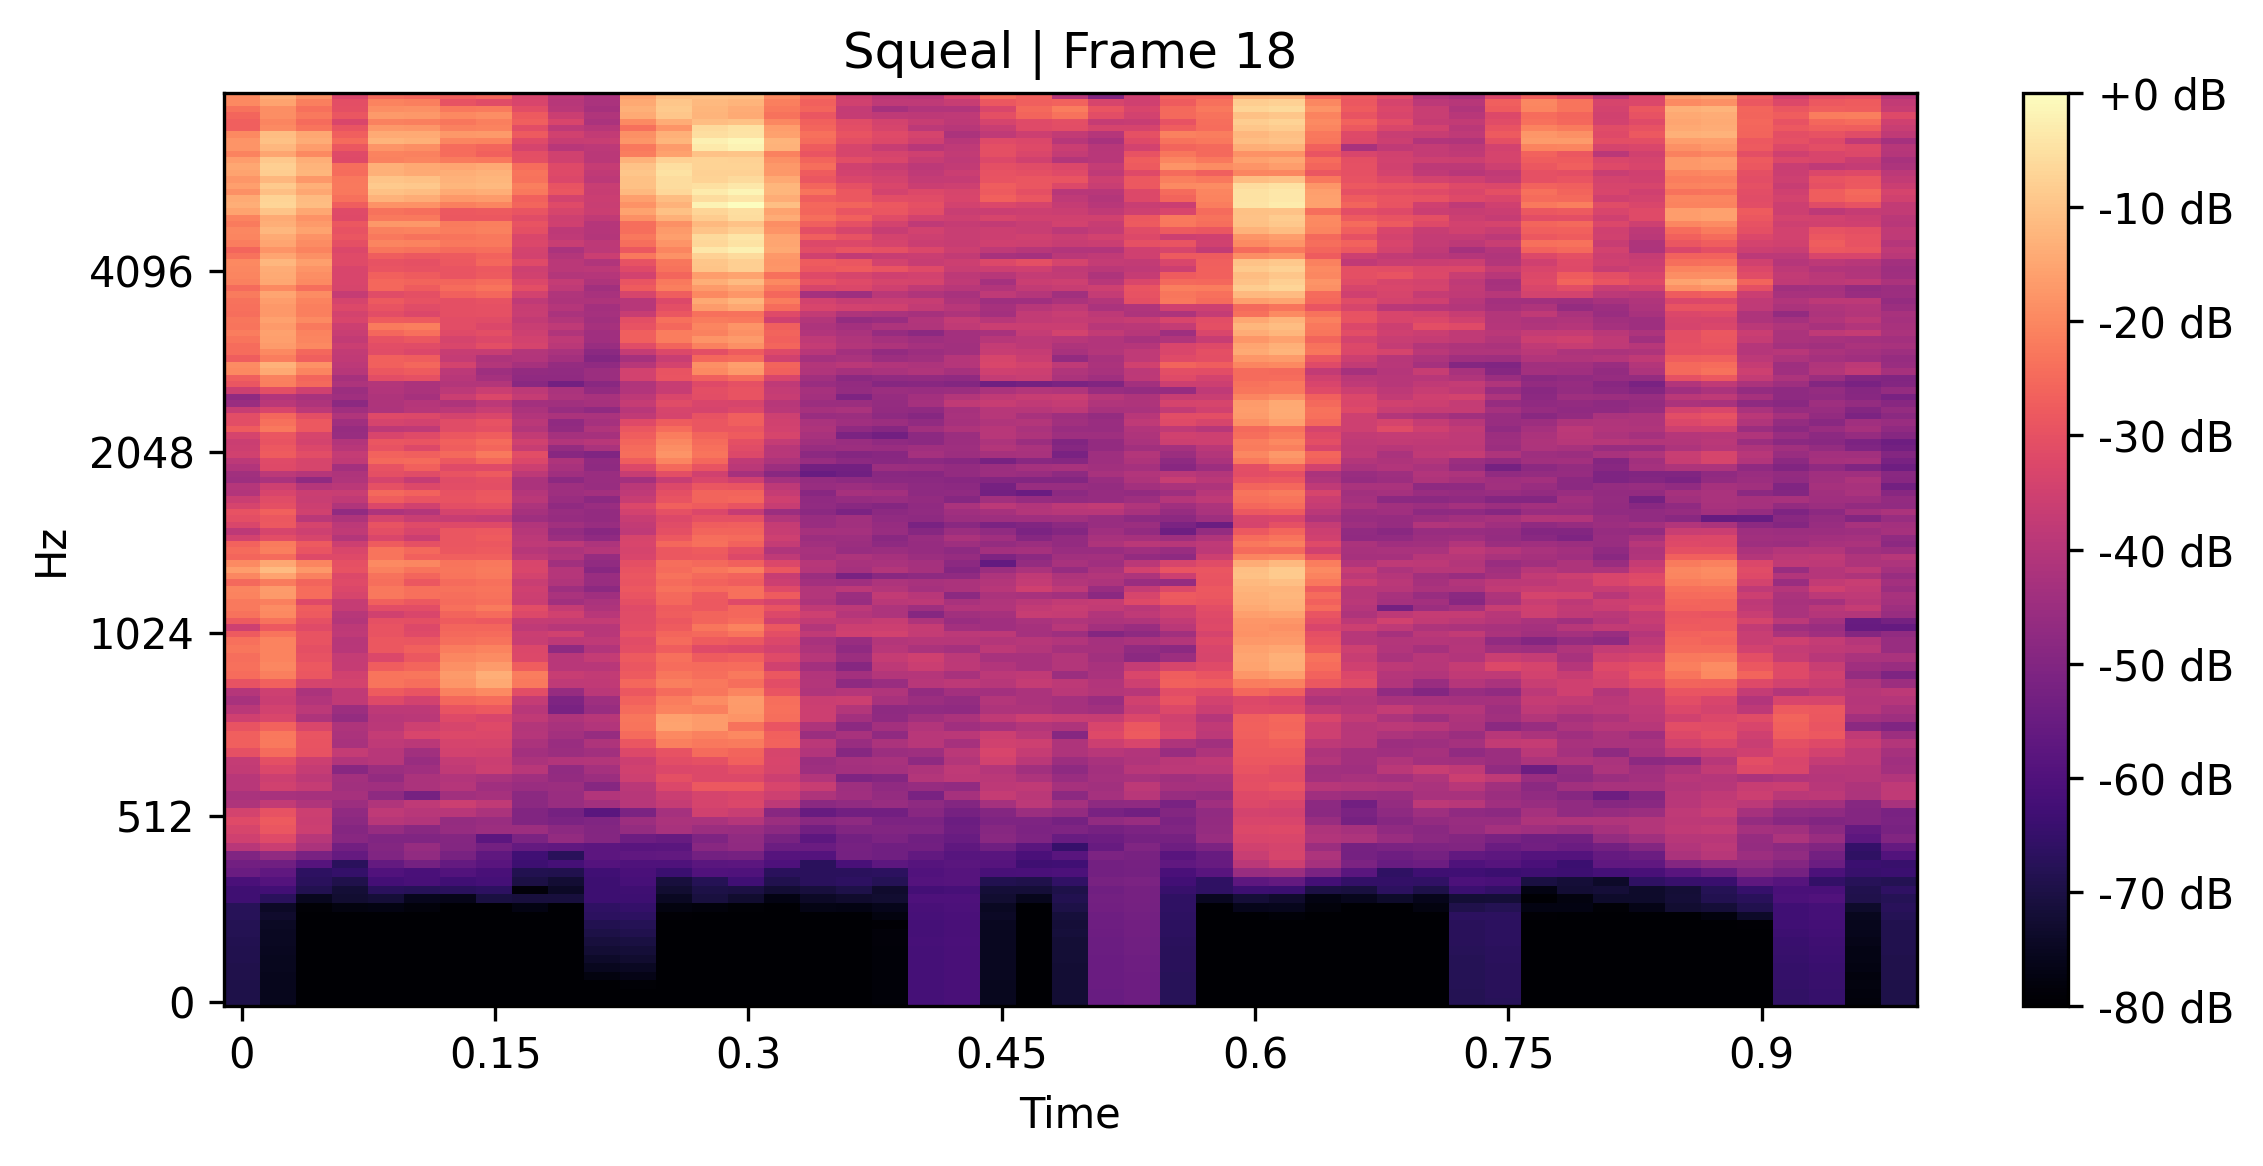 Squeal | Frame 18
Hz
4096
2048
1024
512
0
0 0.15 0.3 0.45 0.6 0.75 0.9
Time
+0 dB
-10 dB
-20 dB
-30 dB
-40 dB
-50 dB
-60 dB
-70 dB
-80 dB